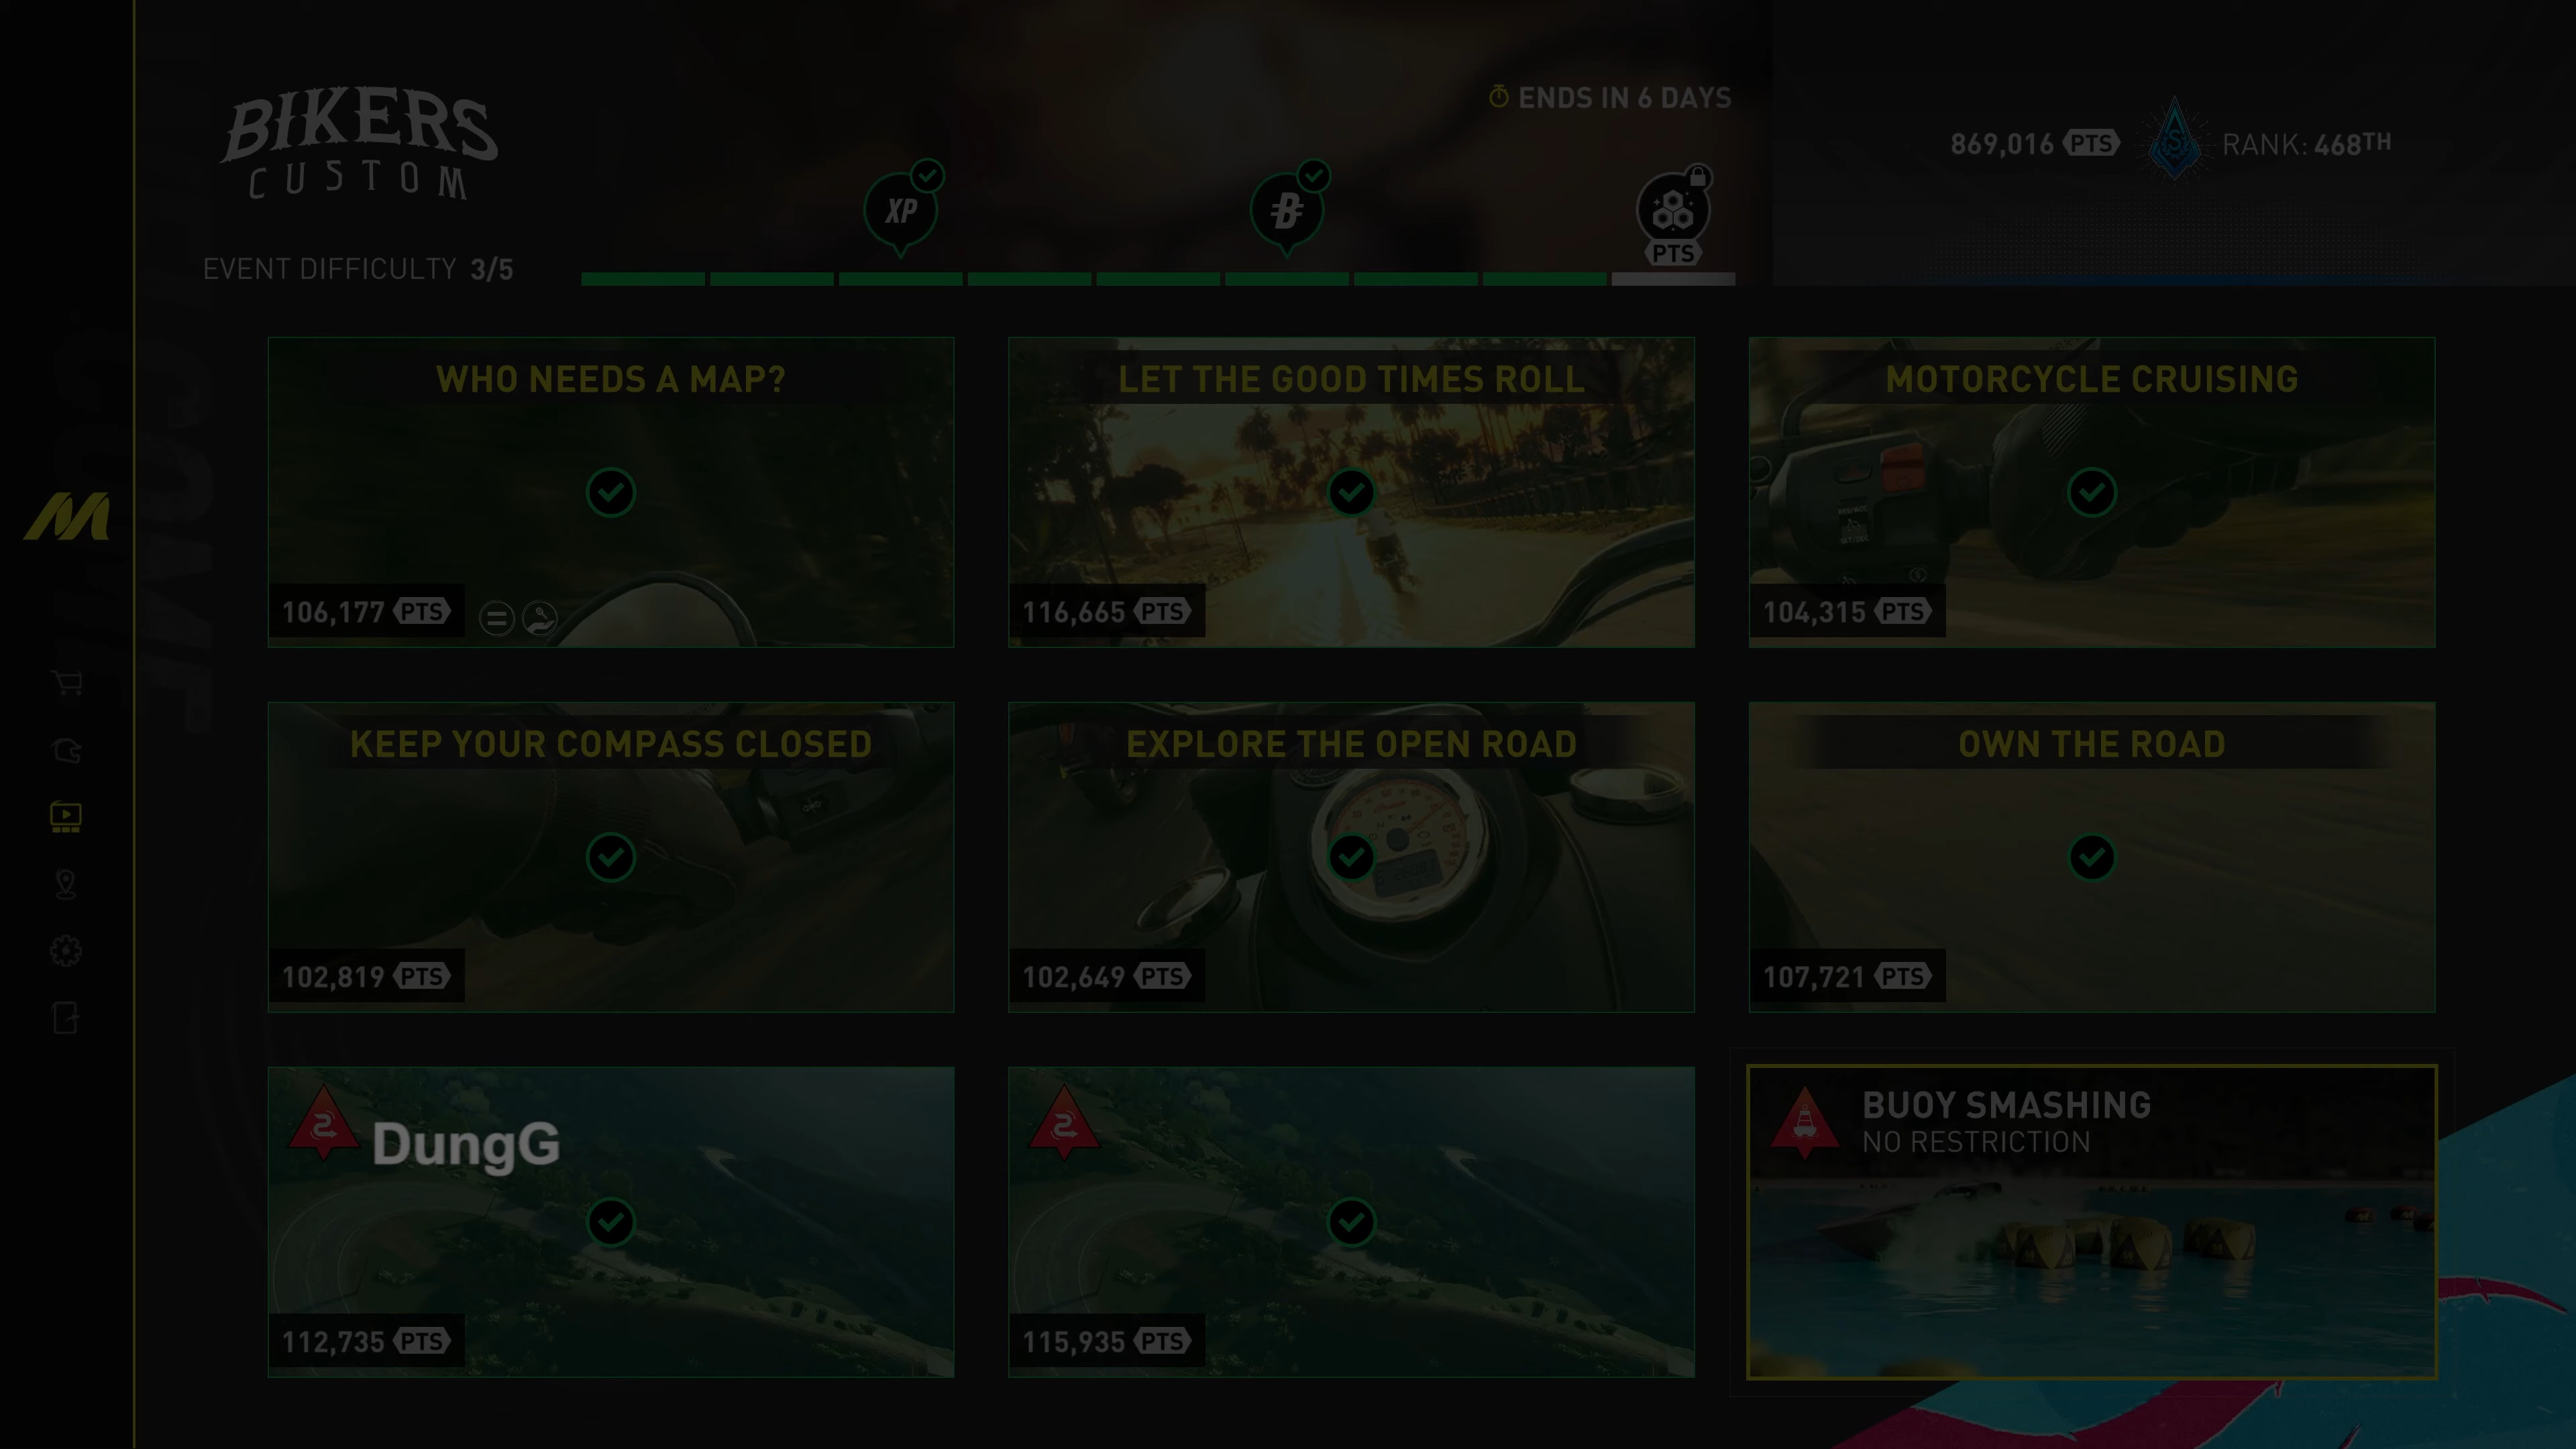 BIKERS
CUSTOM
ENDS IN 6 DAYS
869,016 PTS
RANK: 468TH
XP
PTS
EVENT DIFFICULTY 3/5
WHO NEEDS A MAP?
106,177 PTS
LET THE GOOD TIMES ROLL
116,665 PTS
MOTORCYCLE CRUISING
104,315 PTS
KEEP YOUR COMPASS CLOSED
102,819 PTS
EXPLORE THE OPEN ROAD
102,649 PTS
OWN THE ROAD
107,721 PTS
DungG
112,735 PTS
115,935 PTS
BUOY SMASHING
NO RESTRICTION